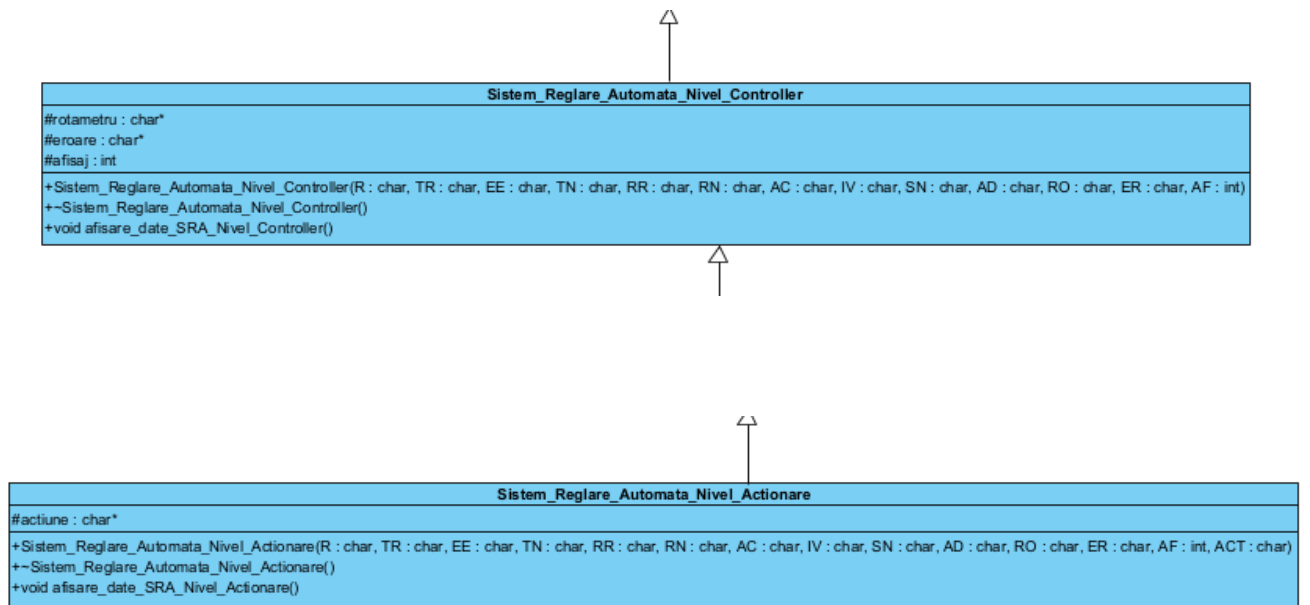 Sistem_Reglare_Automata_Nivel_Controller
#rotametru : char*
#eroare : char*
#afisaj : int
+Sistem_Reglare_Automata_Nivel_Controller(R : char, TR : char, EE : char, TN : char, RR : char, RN : char, AC : char, IV : char, SN : char, AD : char, RO : char, ER : char, AF : int)
+~Sistem_Reglare_Automata_Nivel_Controller()
+void afisare_date_SRA_Nivel_Controller()
Sistem_Reglare_Automata_Nivel_Actionare
#actiune : char*
+Sistem_Reglare_Automata_Nivel_Actionare(R : char, TR : char, EE : char, TN : char, RR : char, RN : char, AC : char, IV : char, SN : char, AD : char, RO : char, ER : char, AF : int, ACT : char)
+~Sistem_Reglare_Automata_Nivel_Actionare()
+void afisare_date_SRA_Nivel_Actionare()